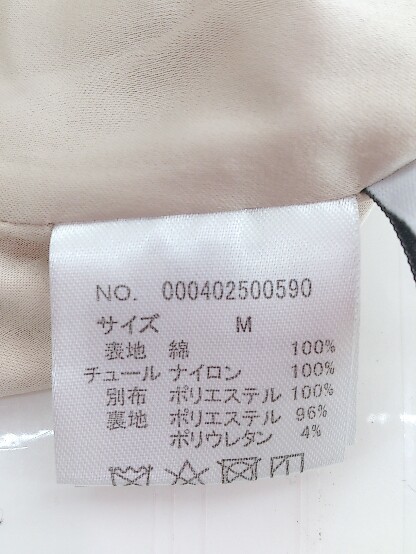 NO. 000402500590
サイズ M
表地 綿 100%
チュール ナイロン 100%
別布 ポリエステル 100%
裏地 ポリエステル 96%
ポリウレタン 4%